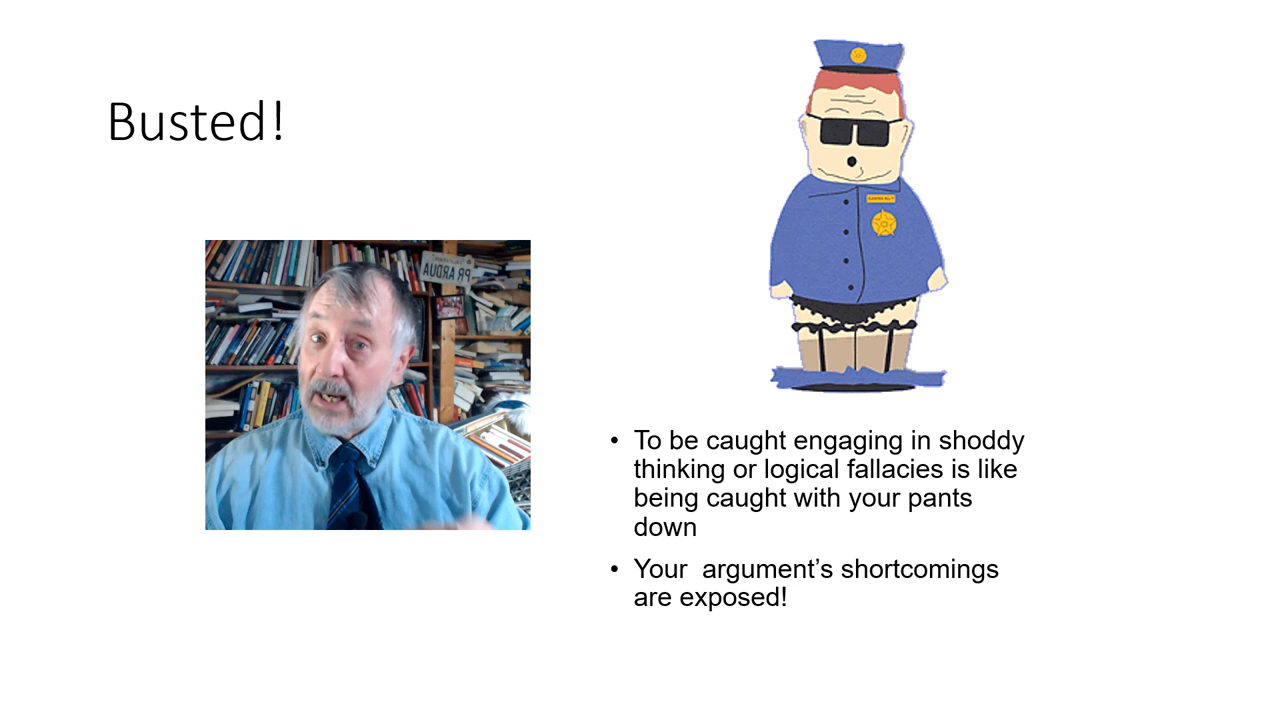 Busted!
PR ARDUA
• To be caught engaging in shoddy
thinking or logical fallacies is like
being caught with your pants
down
• Your  argument’s shortcomings
are exposed!